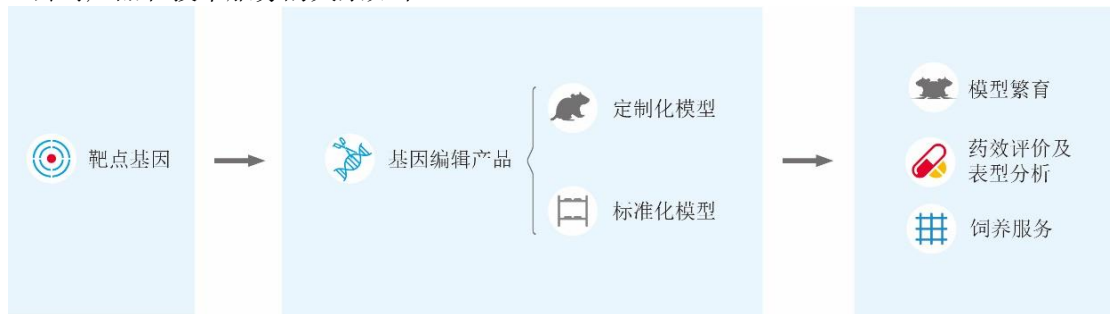 靶点基因
基因编辑产品
定制化模型
标准化模型
模型繁育
药效评价及
表型分析
饲养服务